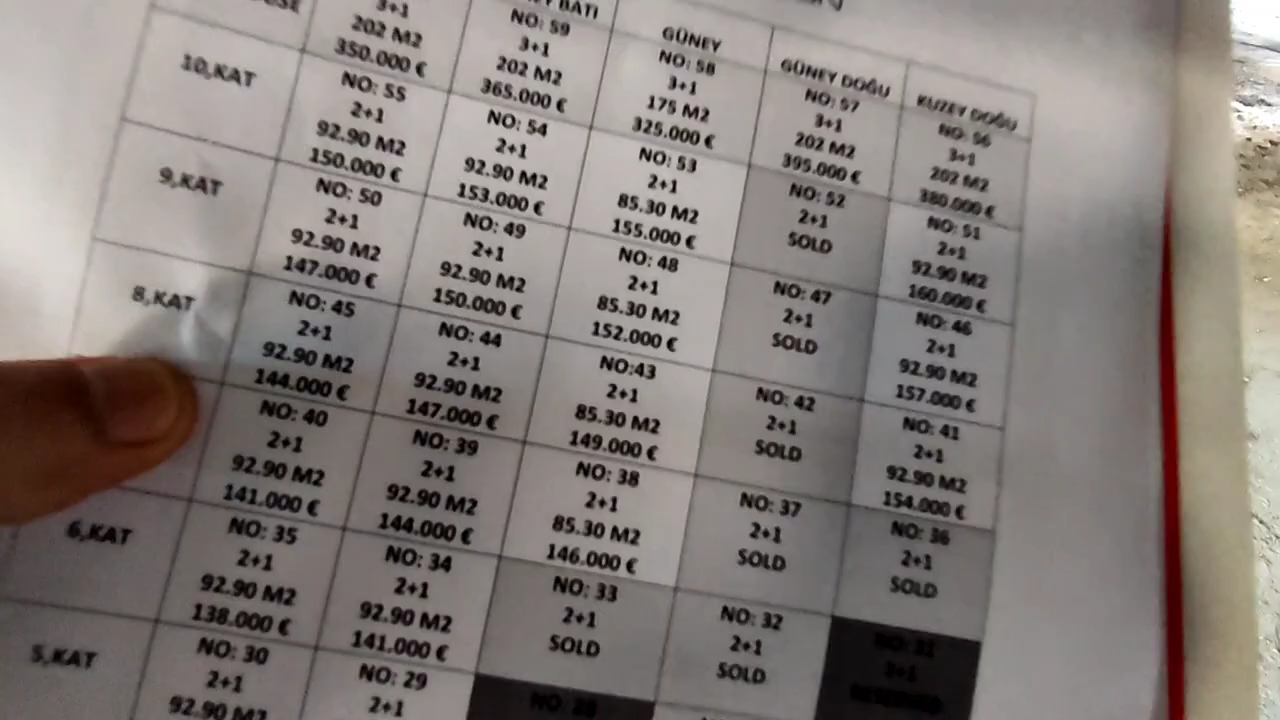 BATI
GÜNEY
GÜNEY DOĞU
KUZEY DOĞU
3+1
202 M2
350.000 €
NO: 59
3+1
202 M2
365.000 €
NO: 58
3+1
175 M2
325.000 €
NO: 57
3+1
202 M2
395.000 €
NO: 56
3+1
202 M2
380.000 €
10,KAT
NO: 55
2+1
92.90 M2
150.000 €
NO: 54
2+1
92.90 M2
153.000 €
NO: 53
2+1
85.30 M2
155.000 €
NO: 52
2+1
SOLD
NO: 51
2+1
92.90 M2
160.000 €
9,KAT
NO: 50
2+1
92.90 M2
147.000 €
NO: 49
2+1
92.90 M2
150.000 €
NO: 48
2+1
85.30 M2
152.000 €
NO: 47
2+1
SOLD
NO: 46
2+1
92.90 M2
157.000 €
8,KAT
NO: 45
2+1
92.90 M2
144.000 €
NO: 44
2+1
92.90 M2
147.000 €
NO:43
2+1
85.30 M2
149.000 €
NO: 42
2+1
SOLD
NO: 41
2+1
92.90 M2
154.000 €
NO: 40
2+1
92.90 M2
141.000 €
NO: 39
2+1
92.90 M2
144.000 €
NO: 38
2+1
85.30 M2
146.000 €
NO: 37
2+1
SOLD
NO: 36
2+1
SOLD
6,KAT
NO: 35
2+1
92.90 M2
138.000 €
NO: 34
2+1
92.90 M2
141.000 €
NO: 33
2+1
SOLD
NO: 32
2+1
SOLD
NO: 31
5,KAT
NO: 30
2+1
92.90 M2
NO: 29
2+1